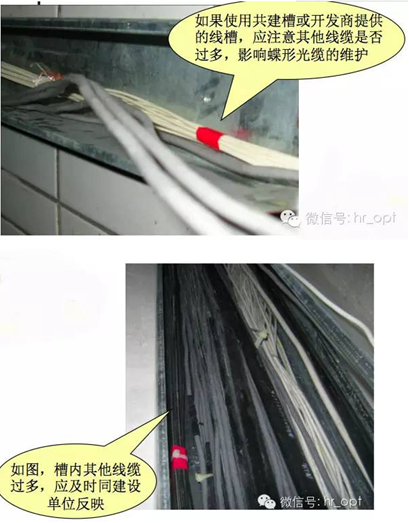 如果使用共建槽或开发商提供
的线槽，应注意其他线缆是否
过多，影响蝶形光缆的维护
微信号: hr_opt
如图，槽内其他线缆
过多，应及时同建设
单位反映
微信号: hr_opt